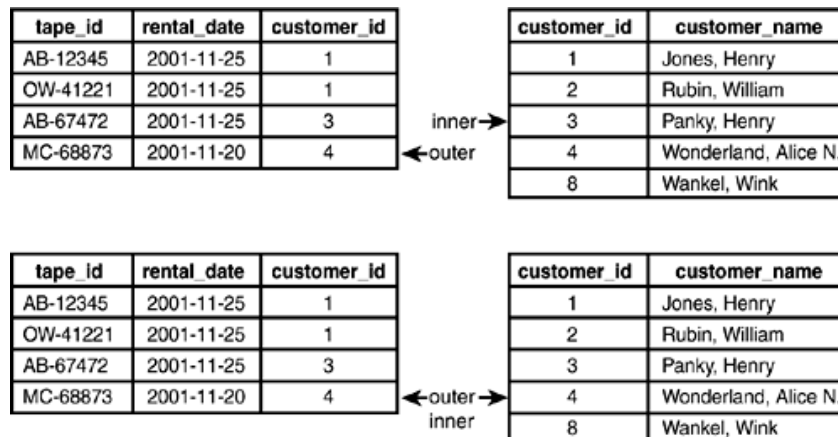 tape_id rental_date customer_id customer_id customer_name
AB-12345 2001-11-25 1 1 Jones, Henry
OW-41221 2001-11-25 1 2 Rubin, William
AB-67472 2001-11-25 3 inner 3 Panky, Henry
MC-68873 2001-11-20 4 outer 4 Wonderland, Alice N.
8 Wankel, Wink
tape_id rental_date customer_id customer_id customer_name
AB-12345 2001-11-25 1 1 Jones, Henry
OW-41221 2001-11-25 1 2 Rubin, William
AB-67472 2001-11-25 3 3 Panky, Henry
MC-68873 2001-11-20 4 outer 4 Wonderland, Alice N.
inner 8 Wankel, Wink